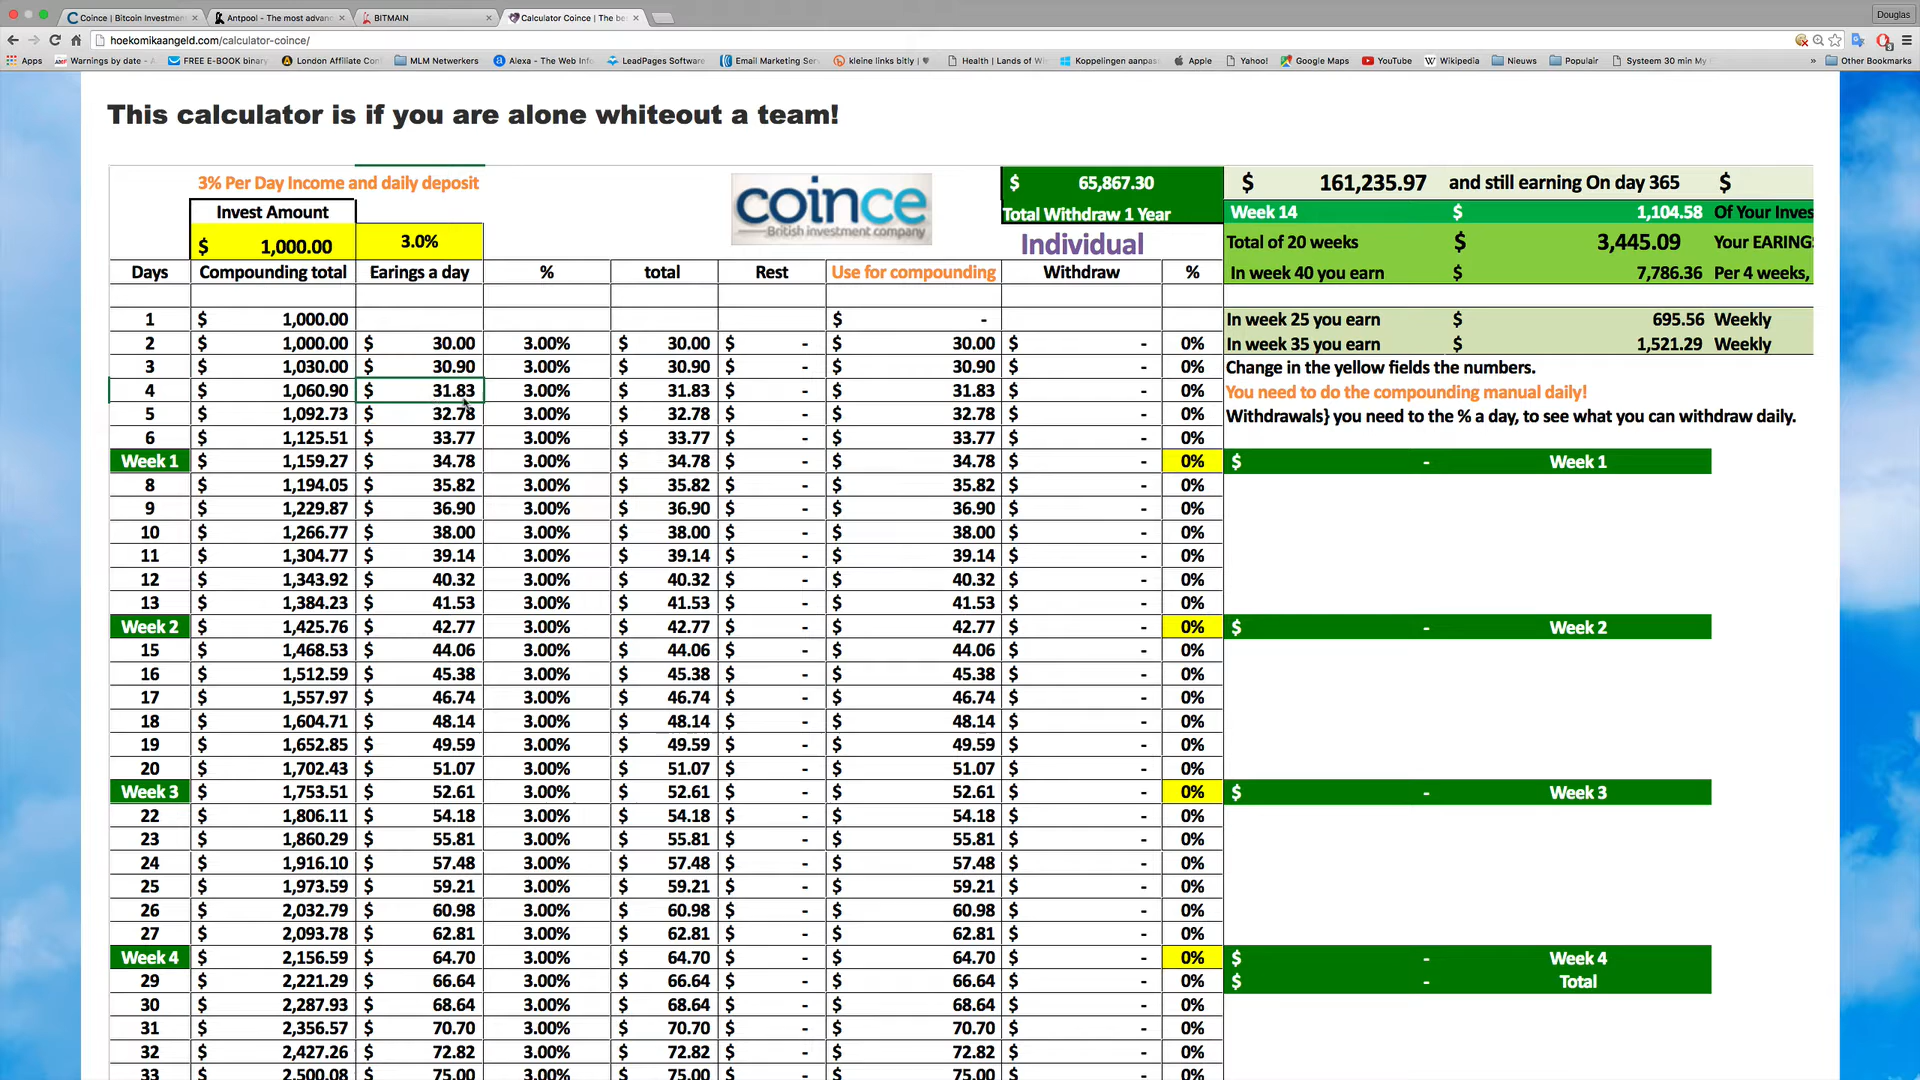 Coince | Bitcoin Investmen
Antpool - The most advan
BITMAIN
Calculator Coince | The be
Douglas
hoekomikaangeld.com/calculator-coince/
Apps Warnings by date - FREE E-BOOK binary London Affiliate Con MLM Netwerkers Alexa - The Web Info LeadPages Software Email Marketing Ser kleine links bitly | Health | Lands of W Koppelingen aanpas Apple Yahoo! Google Maps YouTube Wikipedia Nieuws Populair Systeem 30 min My » Other Bookmarks
This calculator is if you are alone whiteout a team!
3% Per Day Income and daily deposit
Invest Amount
$ 1,000.00 3.0%
coince
British investment company
$ 65,867.30
Total Withdraw 1 Year
Individual
$ 161,235.97 and still earning On day 365 $
Week 14 $ 1,104.58 Of Your Inves
Total of 20 weeks $ 3,445.09 Your EARING
In week 40 you earn $ 7,786.36 Per 4 weeks,
Days Compounding total Earings a day % total Rest Use for compounding Withdraw %
1 $ 1,000.00 $ -
In week 25 you earn $ 695.56 Weekly
2 $ 1,000.00 $ 30.00 3.00% $ 30.00 $ - $ 30.00 $ - 0%
In week 35 you earn $ 1,521.29 Weekly
3 $ 1,030.00 $ 30.90 3.00% $ 30.90 $ - $ 30.90 $ - 0%
Change in the yellow fields the numbers.
4 $ 1,060.90 $ 31.83 3.00% $ 31.83 $ - $ 31.83 $ - 0%
You need to do the compounding manual daily!
5 $ 1,092.73 $ 32.78 3.00% $ 32.78 $ - $ 32.78 $ - 0%
Withdrawals} you need to the % a day, to see what you can withdraw daily.
6 $ 1,125.51 $ 33.77 3.00% $ 33.77 $ - $ 33.77 $ - 0%
Week 1 $ 1,159.27 $ 34.78 3.00% $ 34.78 $ - $ 34.78 $ - 0% $ - Week 1
8 $ 1,194.05 $ 35.82 3.00% $ 35.82 $ - $ 35.82 $ - 0%
9 $ 1,229.87 $ 36.90 3.00% $ 36.90 $ - $ 36.90 $ - 0%
10 $ 1,266.77 $ 38.00 3.00% $ 38.00 $ - $ 38.00 $ - 0%
11 $ 1,304.77 $ 39.14 3.00% $ 39.14 $ - $ 39.14 $ - 0%
12 $ 1,343.92 $ 40.32 3.00% $ 40.32 $ - $ 40.32 $ - 0%
13 $ 1,384.23 $ 41.53 3.00% $ 41.53 $ - $ 41.53 $ - 0%
Week 2 $ 1,425.76 $ 42.77 3.00% $ 42.77 $ - $ 42.77 $ - 0% $ - Week 2
15 $ 1,468.53 $ 44.06 3.00% $ 44.06 $ - $ 44.06 $ - 0%
16 $ 1,512.59 $ 45.38 3.00% $ 45.38 $ - $ 45.38 $ - 0%
17 $ 1,557.97 $ 46.74 3.00% $ 46.74 $ - $ 46.74 $ - 0%
18 $ 1,604.71 $ 48.14 3.00% $ 48.14 $ - $ 48.14 $ - 0%
19 $ 1,652.85 $ 49.59 3.00% $ 49.59 $ - $ 49.59 $ - 0%
20 $ 1,702.43 $ 51.07 3.00% $ 51.07 $ - $ 51.07 $ - 0%
Week 3 $ 1,753.51 $ 52.61 3.00% $ 52.61 $ - $ 52.61 $ - 0% $ - Week 3
22 $ 1,806.11 $ 54.18 3.00% $ 54.18 $ - $ 54.18 $ - 0%
23 $ 1,860.29 $ 55.81 3.00% $ 55.81 $ - $ 55.81 $ - 0%
24 $ 1,916.10 $ 57.48 3.00% $ 57.48 $ - $ 57.48 $ - 0%
25 $ 1,973.59 $ 59.21 3.00% $ 59.21 $ - $ 59.21 $ - 0%
26 $ 2,032.79 $ 60.98 3.00% $ 60.98 $ - $ 60.98 $ - 0%
27 $ 2,093.78 $ 62.81 3.00% $ 62.81 $ - $ 62.81 $ - 0%
Week 4 $ 2,156.59 $ 64.70 3.00% $ 64.70 $ - $ 64.70 $ - 0% $ - Week 4
29 $ 2,221.29 $ 66.64 3.00% $ 66.64 $ - $ 66.64 $ - 0% $ - Total
30 $ 2,287.93 $ 68.64 3.00% $ 68.64 $ - $ 68.64 $ - 0%
31 $ 2,356.57 $ 70.70 3.00% $ 70.70 $ - $ 70.70 $ - 0%
32 $ 2,427.26 $ 72.82 3.00% $ 72.82 $ - $ 72.82 $ - 0%
33 $ 2,500.08 $ 75.00 3.00% $ 75.00 $ - $ 75.00 $ - 0%